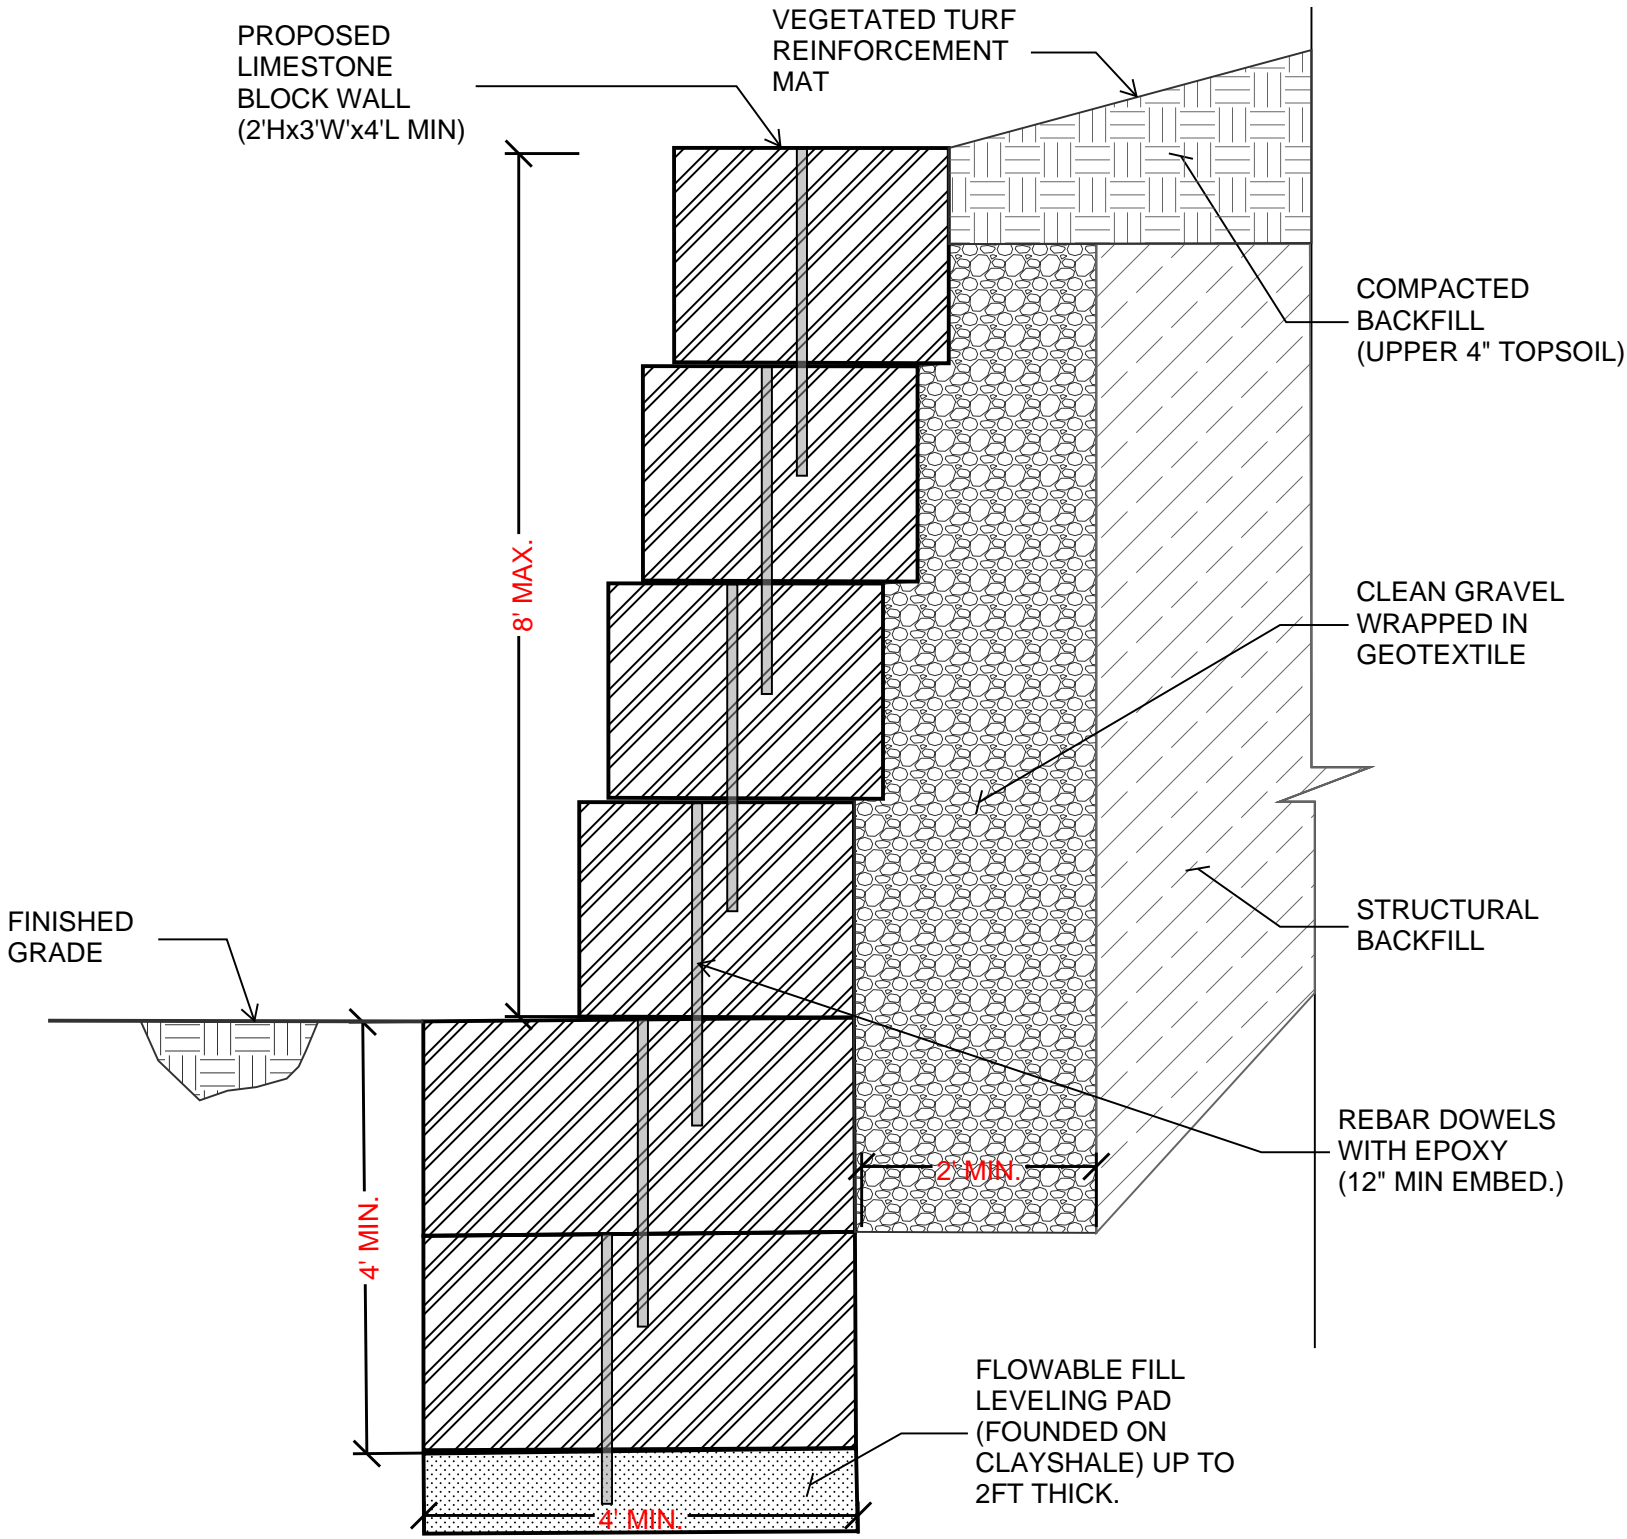 PROPOSED
LIMESTONE
BLOCK WALL
(2'Hx3'W'x4'L MIN)
VEGETATED TURF
REINFORCEMENT
MAT
COMPACTED
BACKFILL
(UPPER 4" TOPSOIL)
8' MAX.
CLEAN GRAVEL
WRAPPED IN
GEOTEXTILE
FINISHED
GRADE
STRUCTURAL
BACKFILL
REBAR DOWELS
WITH EPOXY
(12" MIN EMBED.)
2' MIN.
4' MIN.
FLOWABLE FILL
LEVELING PAD
(FOUNDED ON
CLAYSHALE) UP TO
2FT THICK.
4' MIN.